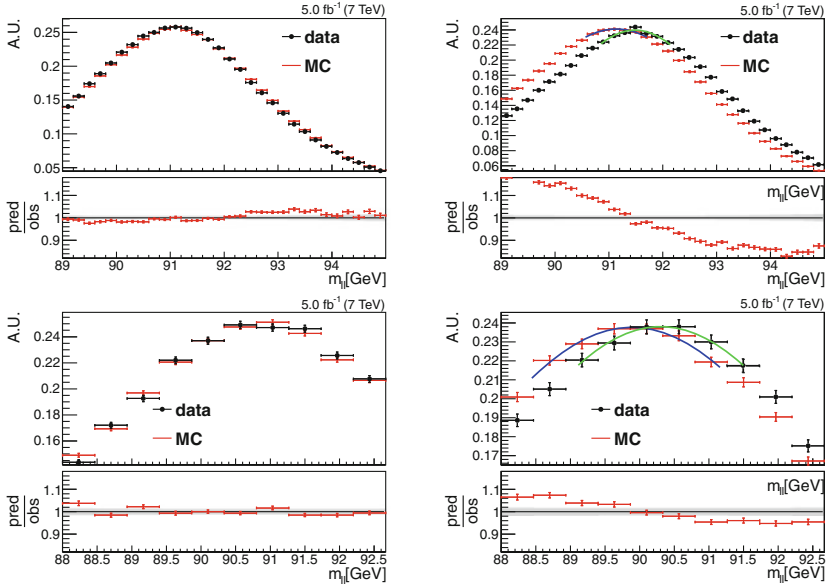 5.0 fb⁻¹ (7 TeV)
A.U.
0.25
0.2
0.15
0.1
0.05
data
MC
pred
obs
1.1
1
0.9
89 90 91 92 93 94
m_ll[GeV]
5.0 fb⁻¹ (7 TeV)
A.U.
0.24
0.22
0.2
0.18
0.16
0.14
0.12
0.1
0.08
0.06
data
MC
m_ll[GeV]
pred
obs
1.1
1
0.9
89 90 91 92 93 94
m_ll[GeV]
5.0 fb⁻¹ (7 TeV)
A.U.
0.24
0.22
0.2
0.18
0.16
data
MC
pred
obs
1.1
1
0.9
88 88.5 89 89.5 90 90.5 91 91.5 92 92.5
m_ll[GeV]
5.0 fb⁻¹ (7 TeV)
A.U.
0.24
0.23
0.22
0.21
0.2
0.19
0.18
0.17
data
MC
m_ll[GeV]
pred
obs
1.1
1
0.9
88 88.5 89 89.5 90 90.5 91 91.5 92 92.5
m_ll[GeV]